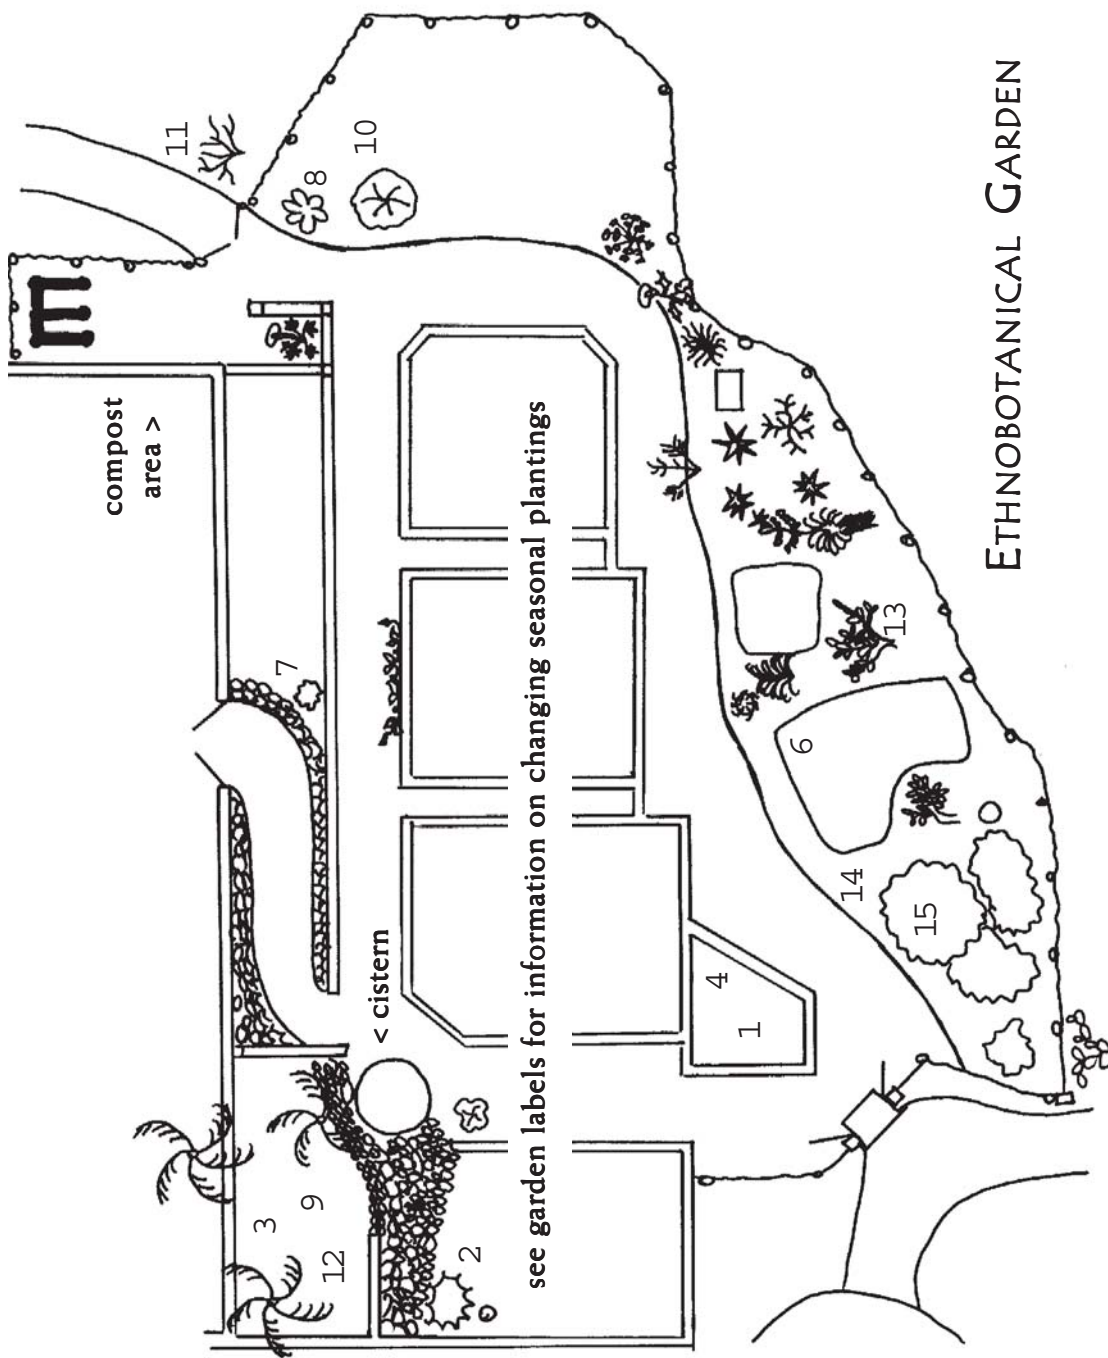 compost
area >
E
11
8
10
7
< cistern
see garden labels for information on changing seasonal plantings
3
9
12
2
4
1
6
13
14
15
ETHNOBOTANICAL GARDEN